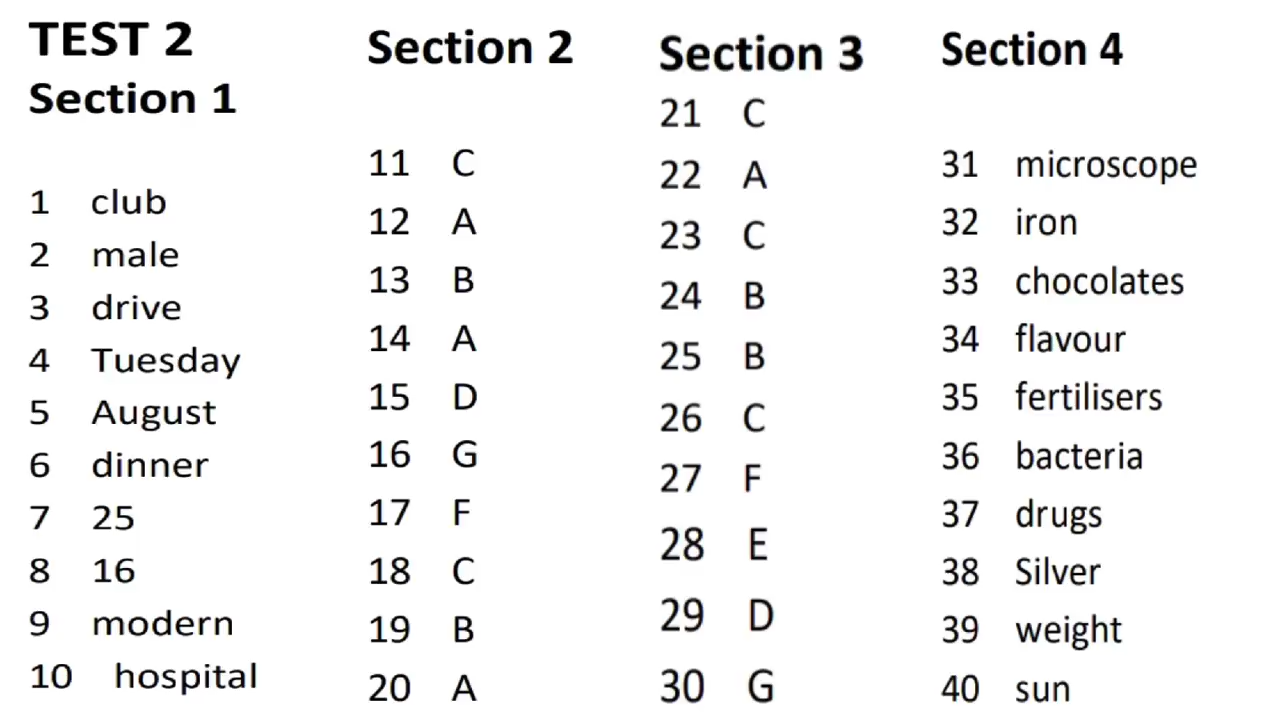 TEST 2
Section 1
1 club
2 male
3 drive
4 Tuesday
5 August
6 dinner
7 25
8 16
9 modern
10 hospital
Section 2
11 C
12 A
13 B
14 A
15 D
16 G
17 F
18 C
19 B
20 A
Section 3
21 C
22 A
23 C
24 B
25 B
26 C
27 F
28 E
29 D
30 G
Section 4
31 microscope
32 iron
33 chocolates
34 flavour
35 fertilisers
36 bacteria
37 drugs
38 Silver
39 weight
40 sun